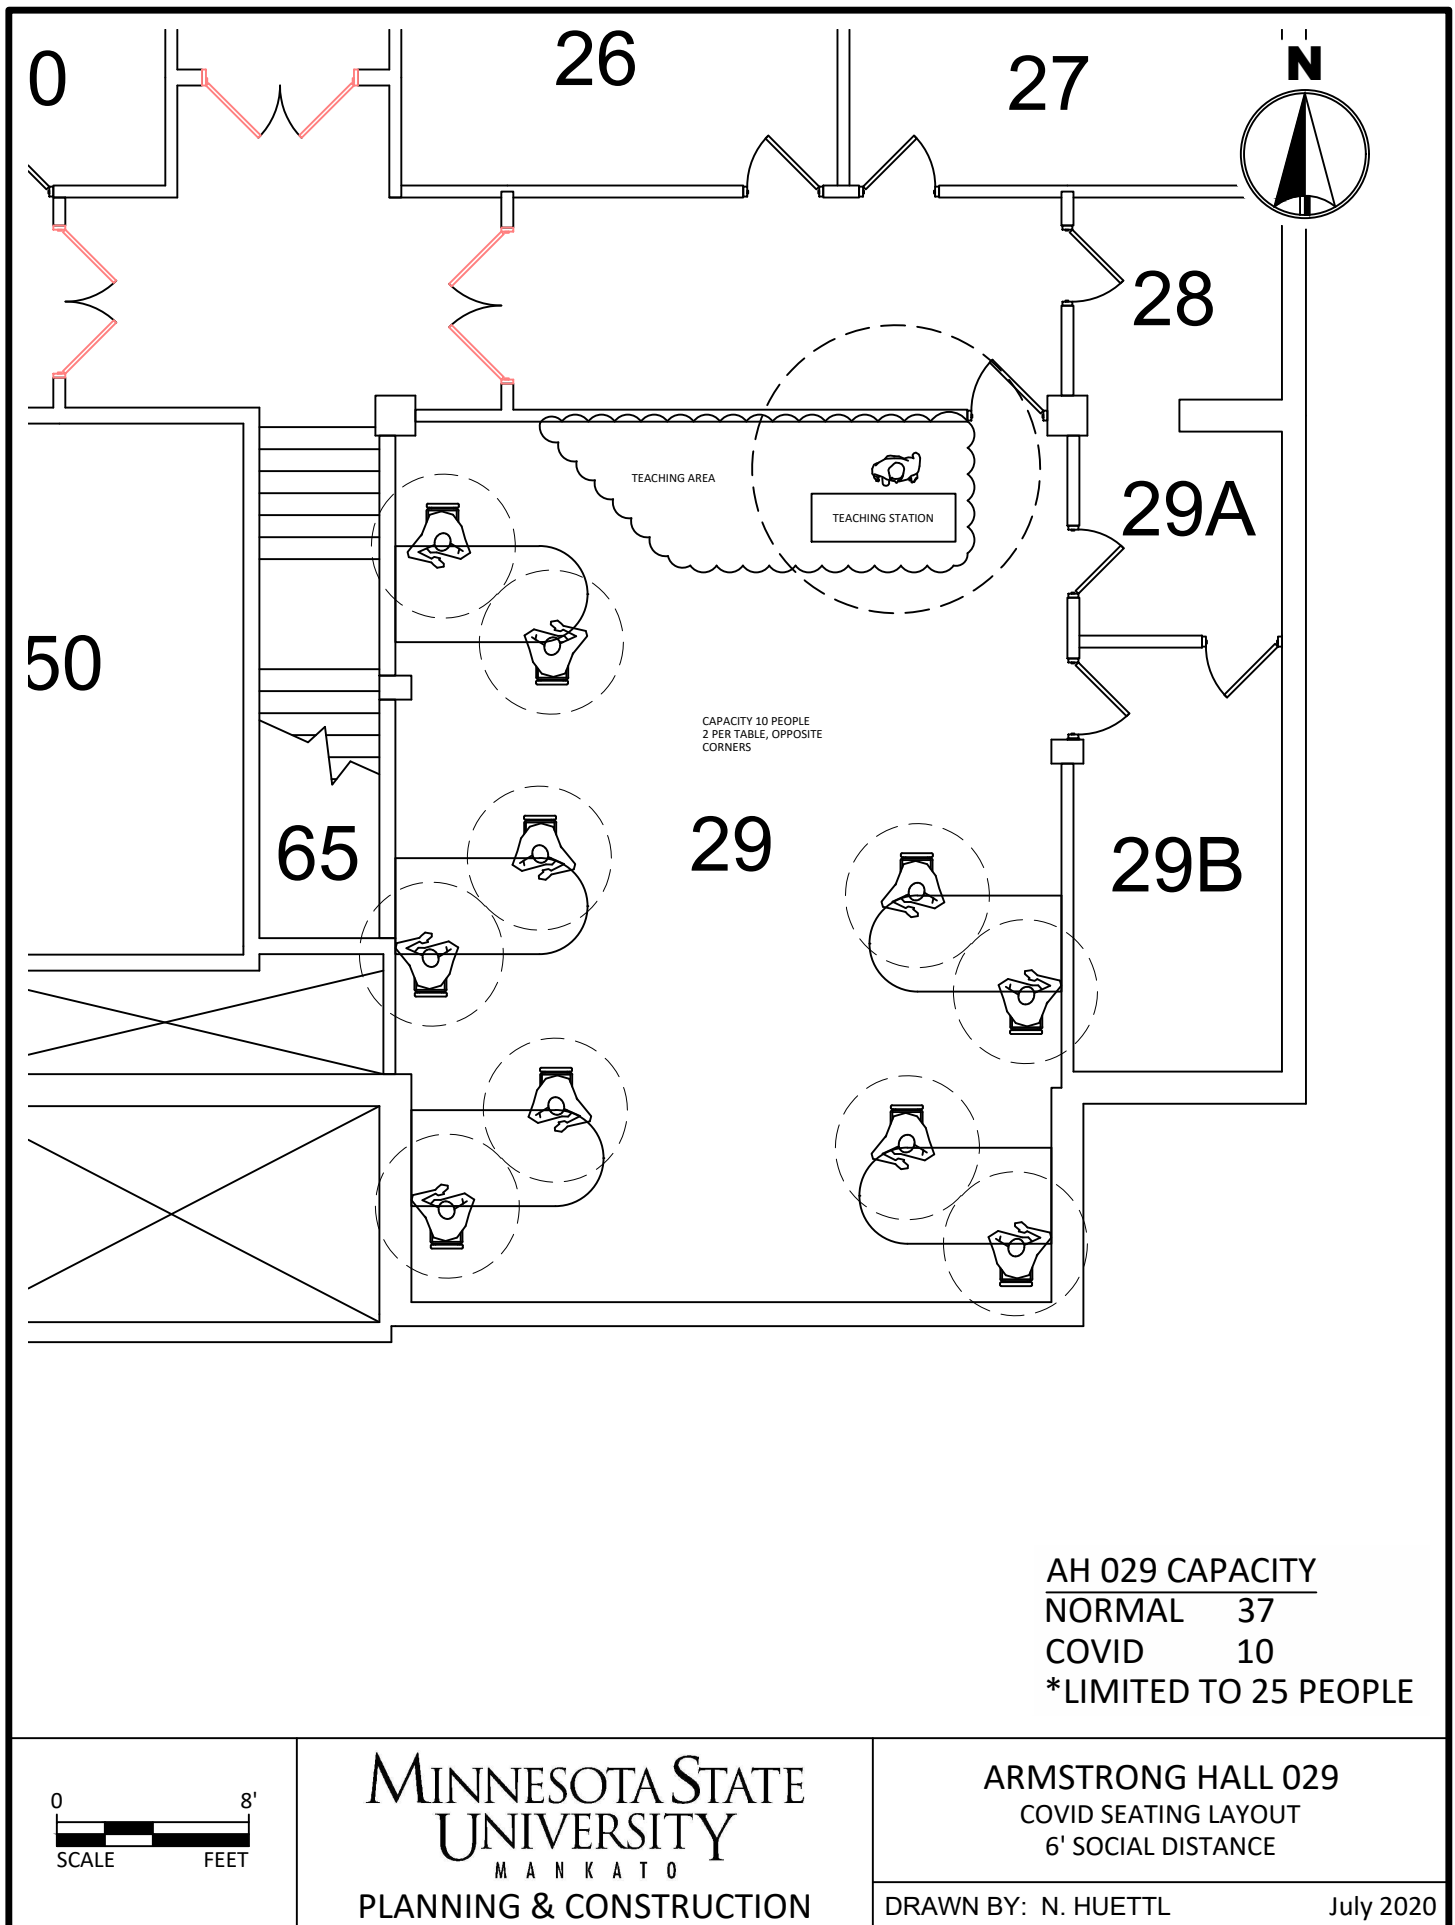 0
26
27
N
28
TEACHING AREA
TEACHING STATION
29A
50
CAPACITY 10 PEOPLE
2 PER TABLE, OPPOSITE
CORNERS
65
29
29B
AH 029 CAPACITY
NORMAL 37
COVID 10
*LIMITED TO 25 PEOPLE
0 8'
SCALE FEET
MINNESOTA STATE
UNIVERSITY
MANKATO
PLANNING & CONSTRUCTION
ARMSTRONG HALL 029
COVID SEATING LAYOUT
6' SOCIAL DISTANCE
DRAWN BY: N. HUETTL July 2020